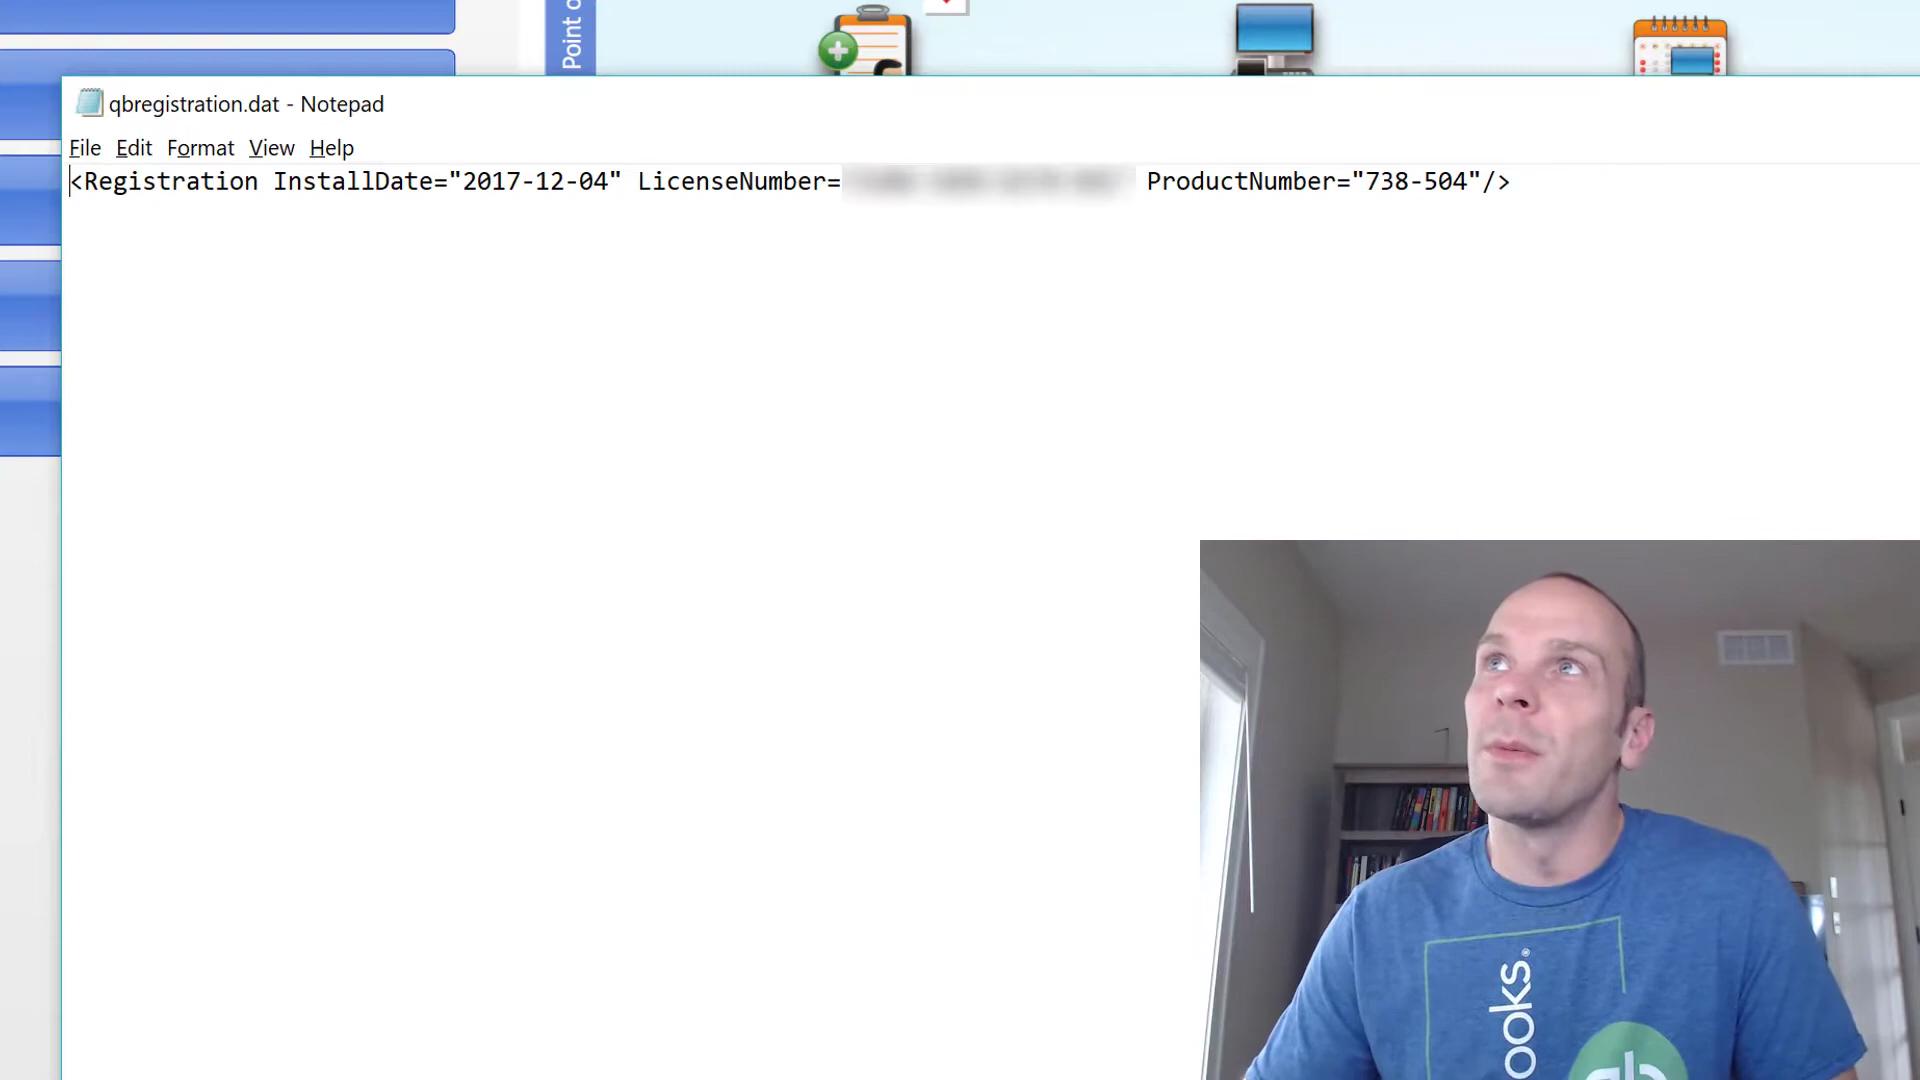 Point o
qbregistration.dat - Notepad
File Edit Format View Help
<Registration InstallDate="2017-12-04" LicenseNumber= ProductNumber="738-504"/>
ooks.